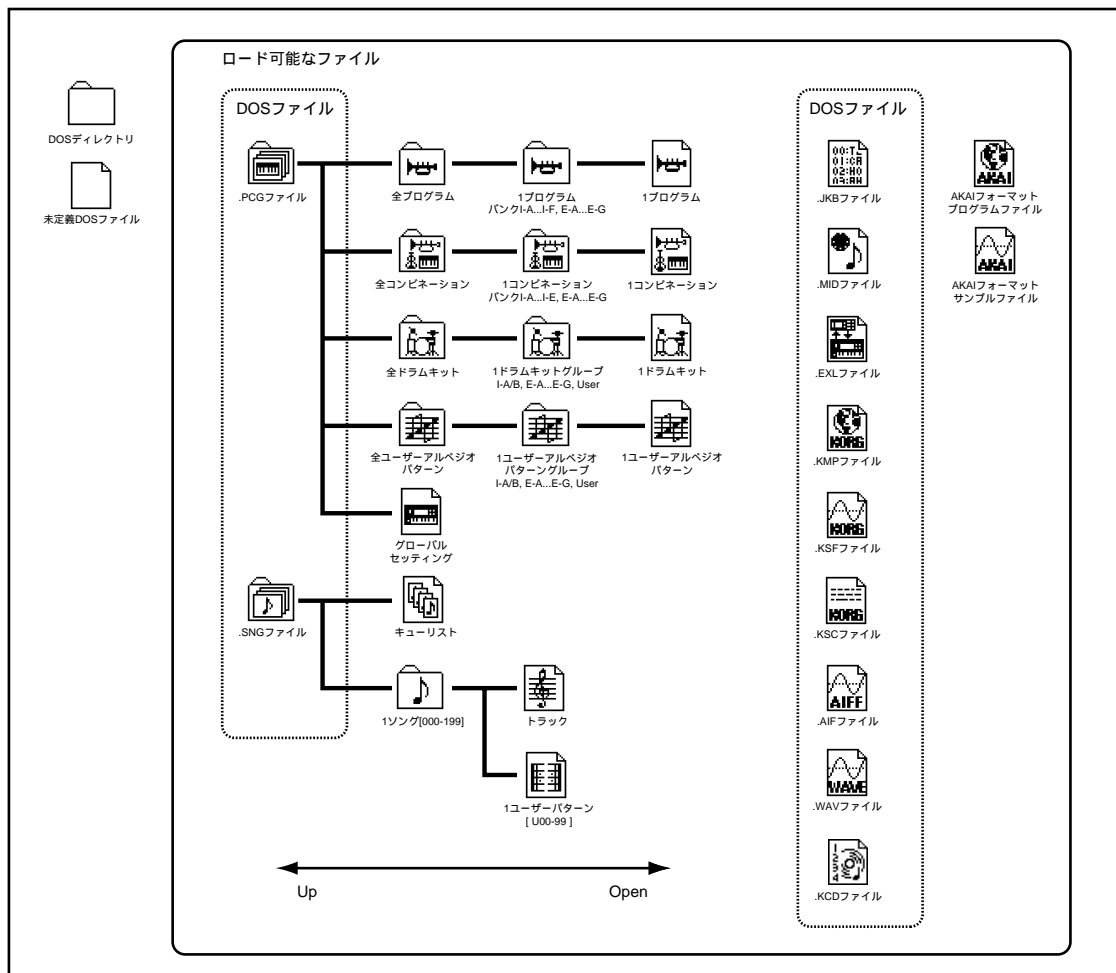 ロード可能なファイル
DOSディレクトリ
未定義DOSファイル
DOSファイル
.PCGファイル
全プログラム
1プログラム
バンクI-A...I-F, E-A...E-G
1プログラム
全コンビネーション
1コンビネーション
バンクI-A...I-E, E-A...E-G
1コンビネーション
全ドラムキット
1ドラムキットグループ
I-A/B, E-A...E-G, User
1ドラムキット
全ユーザーアルペジオ
パターン
1ユーザーアルペジオ
パターングループ
I-A/B, E-A...E-G, User
1ユーザーアルペジオ
パターン
グローバル
セッティング
.SNGファイル
キューリスト
1ソング[000-199]
トラック
1ユーザーパターン
[ U00-99 ]
Up
Open
DOSファイル
.JKBファイル
.MIDファイル
.EXLファイル
KORG
.KMPファイル
KORG
.KSFファイル
KORG
.KSCファイル
AIFF
.AIFファイル
WAVE
.WAVファイル
1
2
3
4
.KCDファイル
AKAI
AKAIフォーマット
プログラムファイル
AKAI
AKAIフォーマット
サンプルファイル